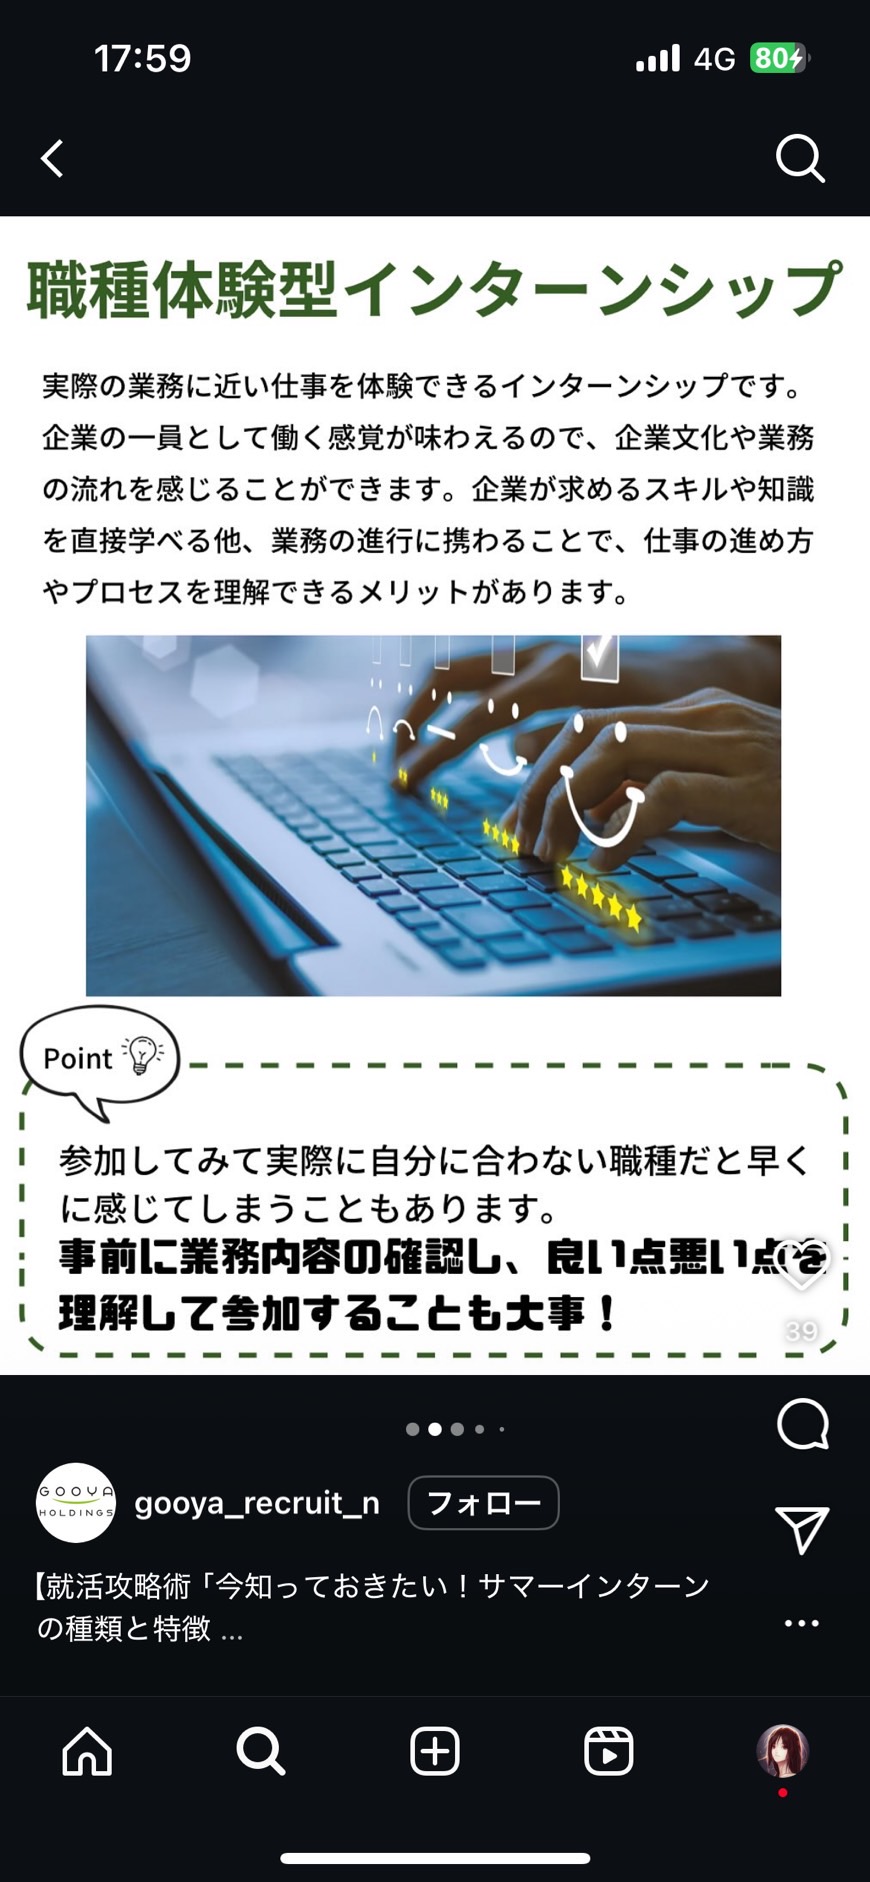 17:59
4G
80
職種体験型インターンシップ
実際の業務に近い仕事を体験できるインターンシップです。
企業の一員として働く感覚が味わえるので、企業文化や業務
の流れを感じることができます。企業が求めるスキルや知識
を直接学べる他、業務の進行に携わることで、仕事の進め方
やプロセスを理解できるメリットがあります。
Point
参加してみて実際に自分に合わない職種だと早く
に感じてしまうこともあります。
事前に業務内容の確認し、良い点悪い点を
理解して参加することも大事！
39
GOOYA
HOLDINGS
gooya_recruit_n
フォロー
【就活攻略術「今知っておきたい！サマーインターン
の種類と特徴 ...